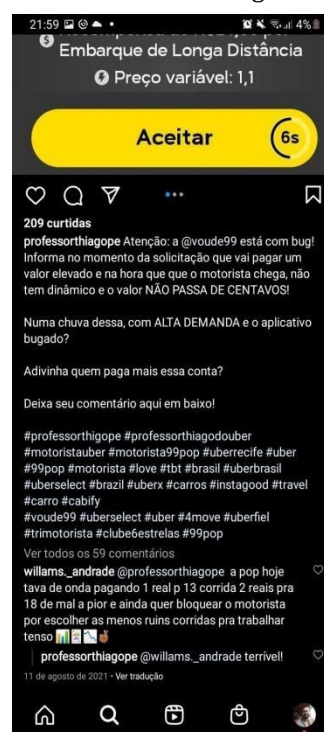 21:59 4%
Embarque de Longa Distância
Preço variável: 1,1
Aceitar 6s
209 curtidas
professorthiagope Atenção: a @voude99 está com bug!
Informa no momento da solicitação que vai pagar um
valor elevado e na hora que que o motorista chega, não
tem dinâmico e o valor NÃO PASSA DE CENTAVOS!
Numa chuva dessa, com ALTA DEMANDA e o aplicativo
bugado?
Adivinha quem paga mais essa conta?
Deixa seu comentário aqui em baixo!
#professorthigope #professorthiagodouber
#motoristauber #motorista99pop #uberrecife #uber
#99pop #motorista #love #tbt #brasil #uberbrasil
#uberselect #brazil #uberx #carros #instagood #travel
#carro #cabify
#voude99 #uberselect #uber #4move #uberfiel
#trimotorista #clube6estrelas #99pop
Ver todos os 59 comentários
willams._andrade @professorthiagope a pop hoje
tava de onda pagando 1 real p 13 corrida 2 reais pra
18 de mal a pior e ainda quer bloquear o motorista
por escolher as menos ruins corridas pra trabalhar
tenso
professorthiagope @willams._andrade terrível!
11 de agosto de 2021 • Ver tradução